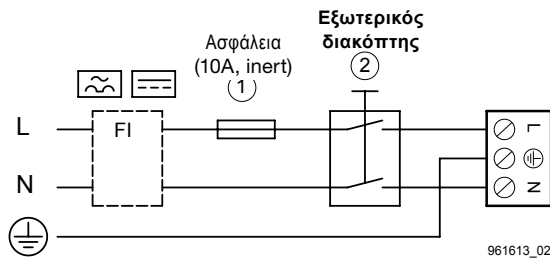 Εξωτερικός
διακόπτης
Ασφάλεια
(10A, inert)
1
2
L
FI
L
N
N
961613_02